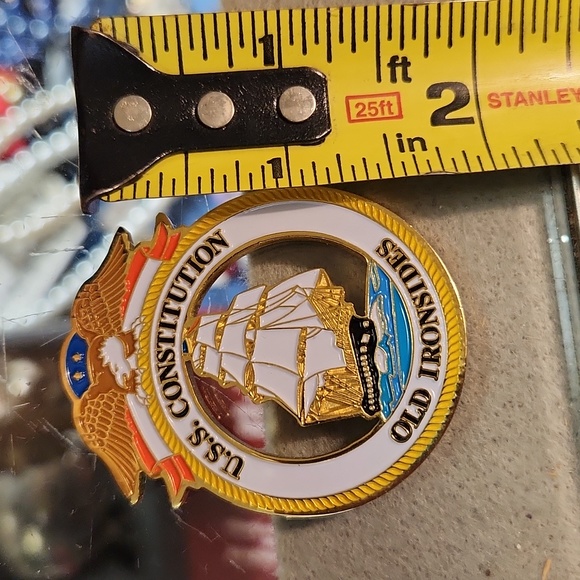 1 ft
25ft 2 STANLEY
1 in
U.S.S. CONSTITUTION
OLD IRONSIDES